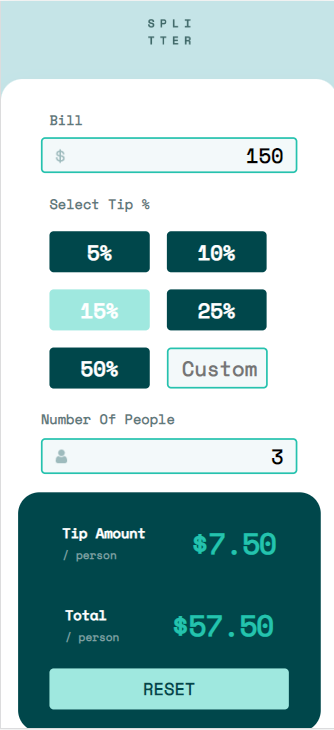 SPLI
TTER
Bill
$ 150
Select Tip %
5% 10%
15% 25%
50% Custom
Number Of People
3
Tip Amount
/ person
$7.50
Total
/ person
$57.50
RESET